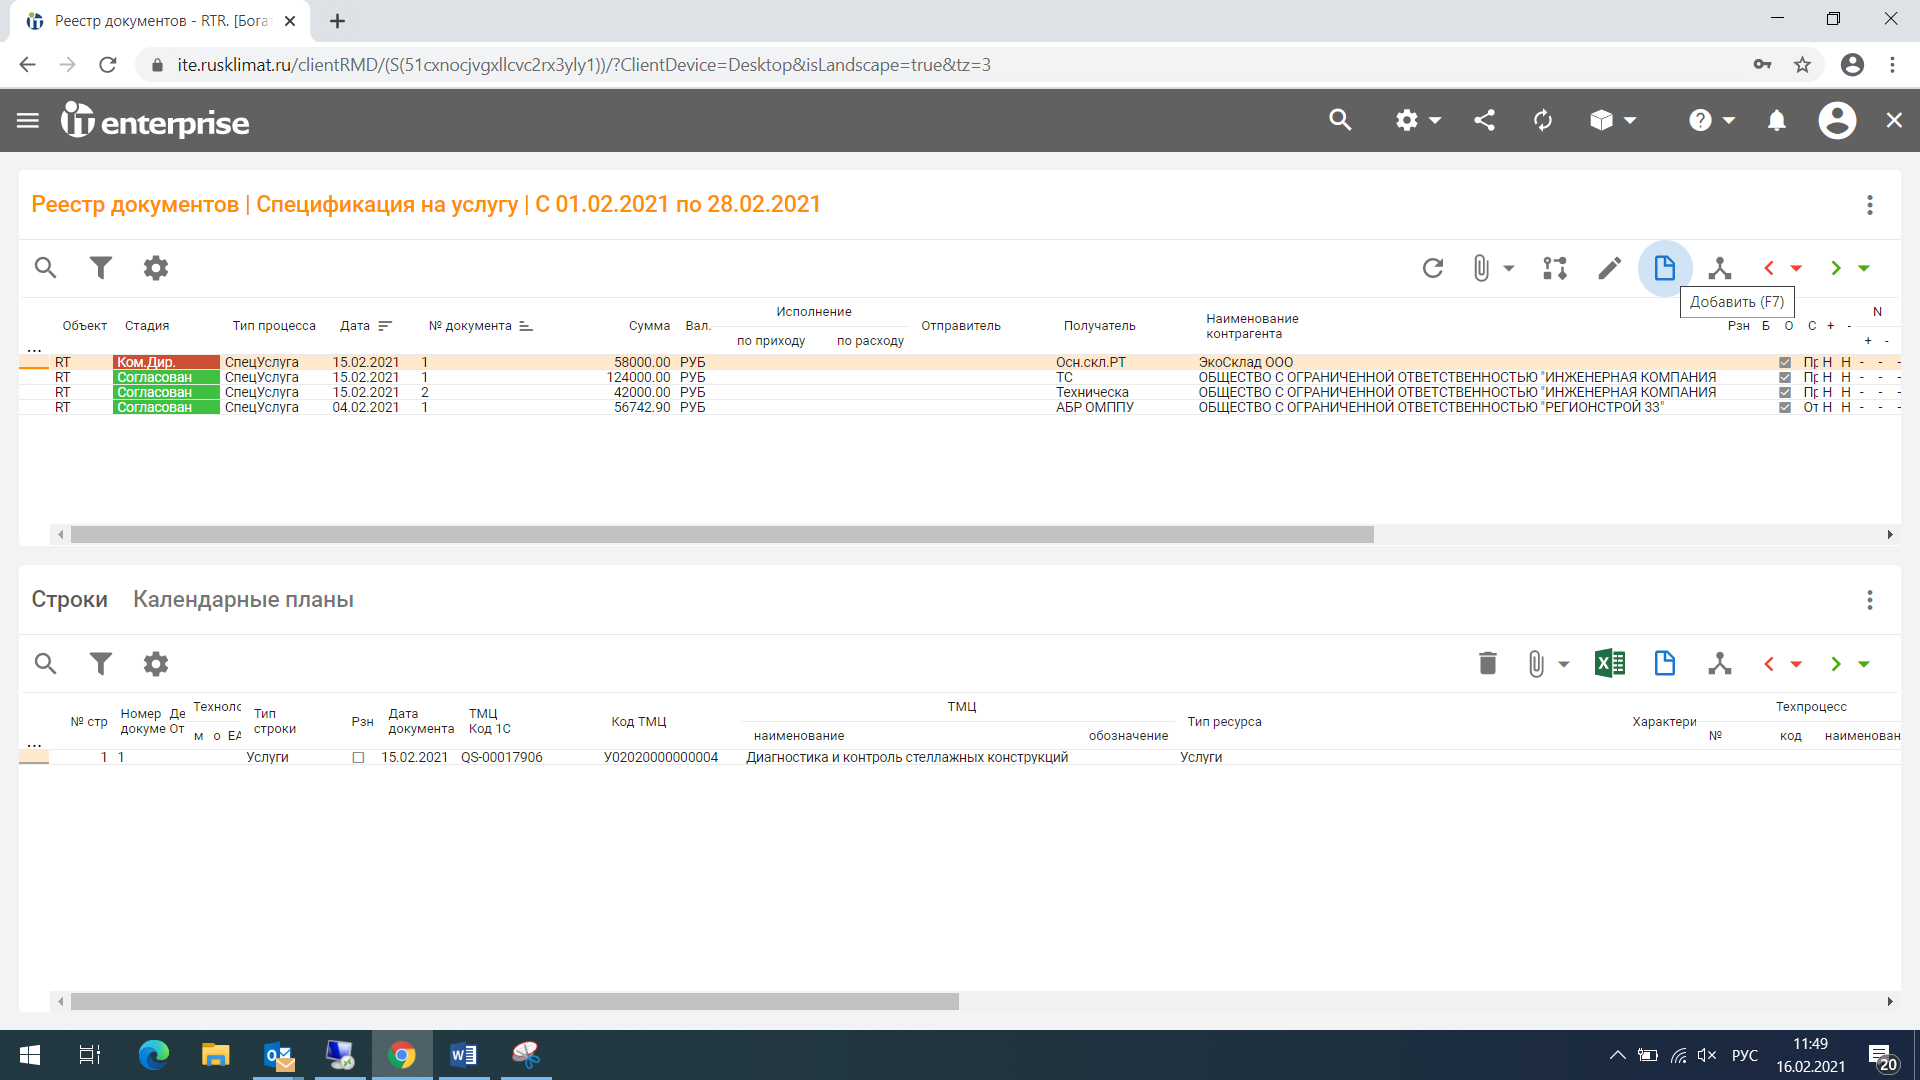 Реестр документов - RTR. [Богат
ite.rusklimat.ru/clientRMD/(S(51cxnocjvgxllcvc2rx3yly1))/?ClientDevice=Desktop&isLandscape=true&tz=3
it enterprise
Реестр документов | Спецификация на услугу | С 01.02.2021 по 28.02.2021
Добавить (F7)
Объект Стадия Тип процесса Дата № документа Сумма Вал. Исполнение Отправитель Получатель Наименование контрагента Рзн Б О С + - N
по приходу по расходу + -
...
RT Ком.Дир. СпецУслуга 15.02.2021 1 58000.00 РУБ Осн.скл.РТ ЭкоСклад ООО Пр Н Н - - -
RT Согласован СпецУслуга 15.02.2021 1 124000.00 РУБ ТС ОБЩЕСТВО С ОГРАНИЧЕННОЙ ОТВЕТСТВЕННОСТЬЮ "ИНЖЕНЕРНАЯ КОМПАНИЯ Пр Н Н - - -
RT Согласован СпецУслуга 15.02.2021 2 42000.00 РУБ Техническа ОБЩЕСТВО С ОГРАНИЧЕННОЙ ОТВЕТСТВЕННОСТЬЮ "ИНЖЕНЕРНАЯ КОМПАНИЯ Пр Н Н - - -
RT Согласован СпецУслуга 04.02.2021 1 56742.90 РУБ АБР ОМППУ ОБЩЕСТВО С ОГРАНИЧЕННОЙ ОТВЕТСТВЕННОСТЬЮ "РЕГИОНСТРОЙ 33" От Н Н - - -
Строки Календарные планы
№ стр Номер докуме Де От Техноло Тип строки Рзн Дата документа ТМЦ Код 1С Код ТМЦ ТМЦ Тип ресурса Характери Техпроцесс
м о ЕА наименование обозначение № код наименован
...
1 1 Услуги 15.02.2021 QS-00017906 У02020000000004 Диагностика и контроль стеллажных конструкций Услуги
РУС
11:49
16.02.2021
20